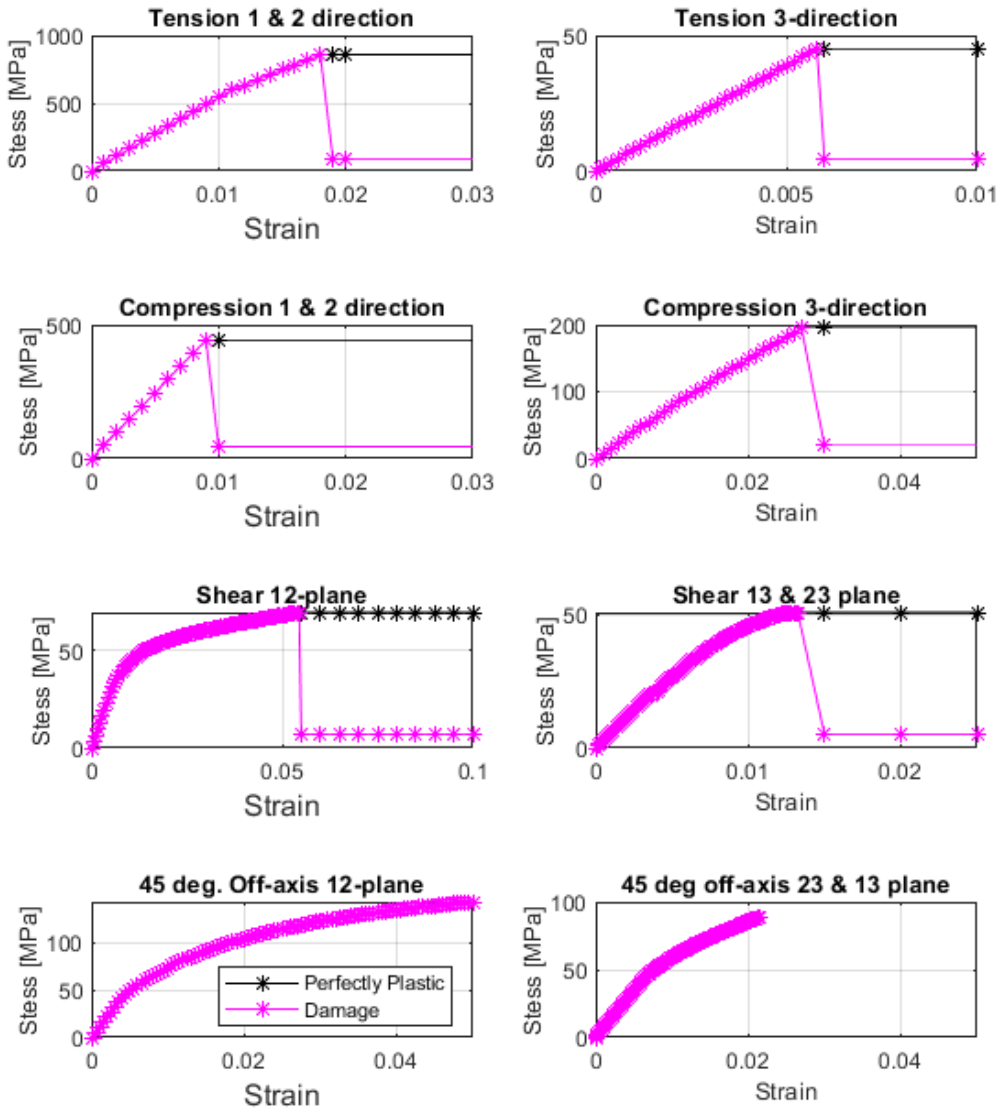 Tension 1 & 2 direction
1000
500
0
Stess [MPa]
0 0.01 0.02 0.03
Strain
Tension 3-direction
50
0
Stess [MPa]
0 0.005 0.01
Strain
Compression 1 & 2 direction
500
0
Stess [MPa]
0 0.01 0.02 0.03
Strain
Compression 3-direction
200
100
0
Stess [MPa]
0 0.02 0.04
Strain
Shear 12-plane
50
0
Stess [MPa]
0 0.05 0.1
Strain
Shear 13 & 23 plane
50
0
Stess [MPa]
0 0.01 0.02
Strain
45 deg. Off-axis 12-plane
100
50
0
Stess [MPa]
Perfectly Plastic
Damage
0 0.02 0.04
Strain
45 deg off-axis 23 & 13 plane
100
50
0
Stess [MPa]
0 0.02 0.04
Strain